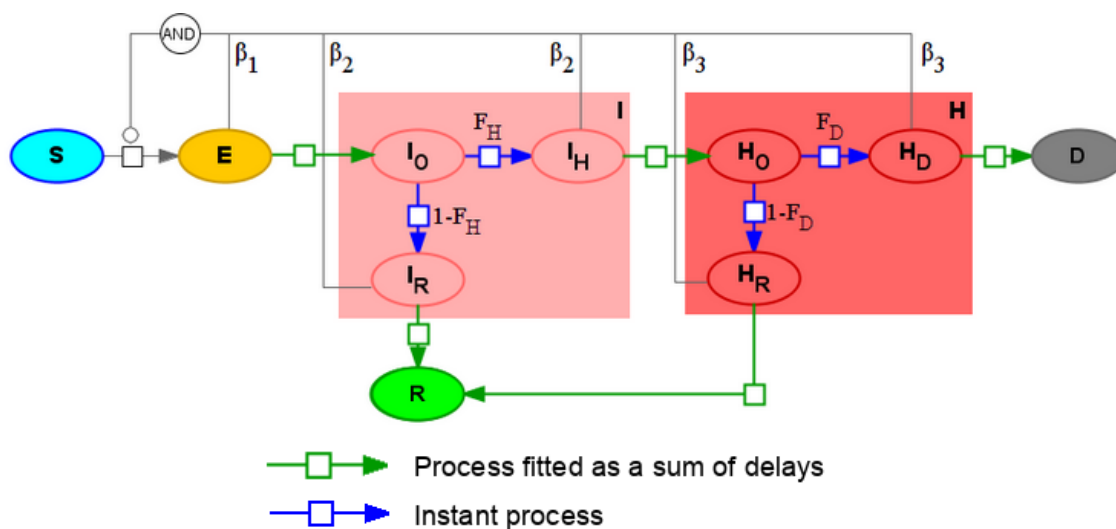 AND
β1 β2 β2 β3 β3
I H
S E IO FH IH HO FD HD D
1-FH 1-FD
IR HR
R
Process fitted as a sum of delays
Instant process